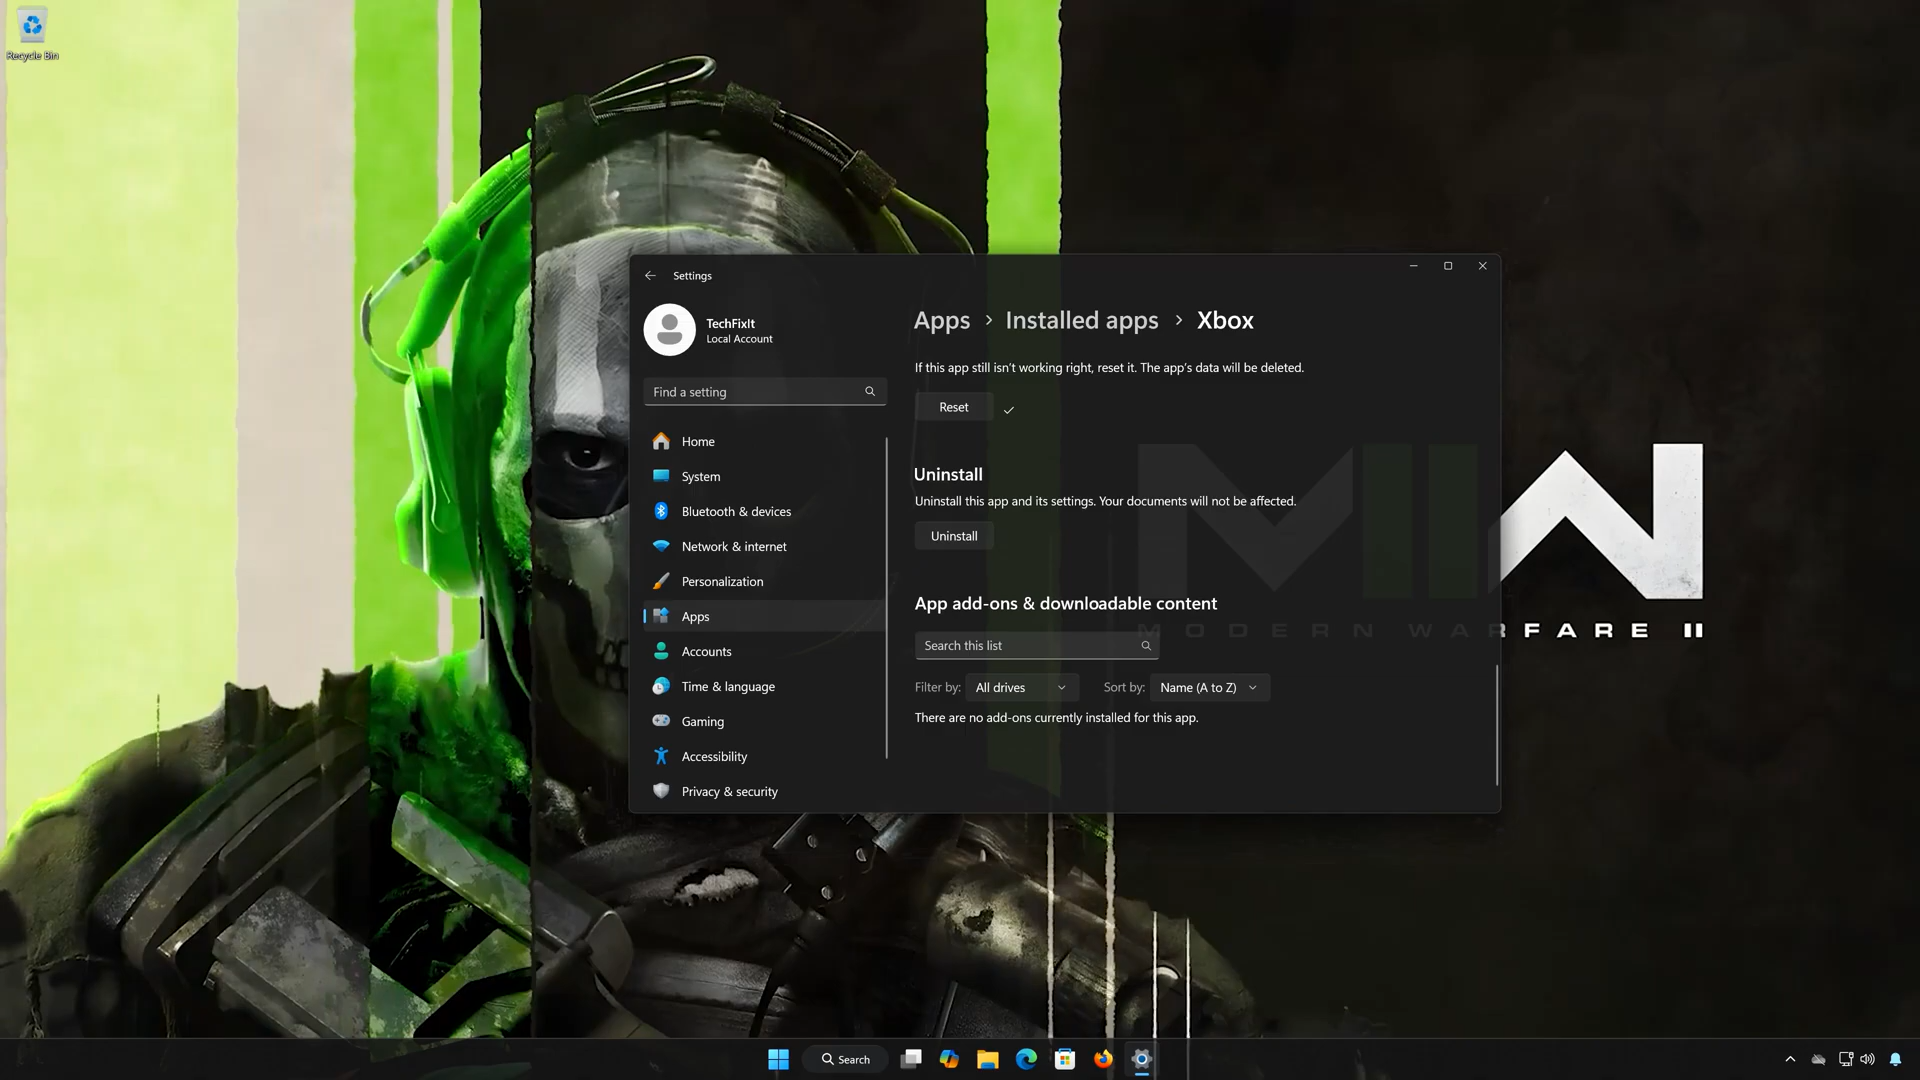 Recycle Bin
Settings
TechFixIt
Local Account
Find a setting
Home
System
Bluetooth & devices
Network & internet
Personalization
Apps
Accounts
Time & language
Gaming
Accessibility
Privacy & security
Apps > Installed apps > Xbox
If this app still isn't working right, reset it. The app's data will be deleted.
Reset
Uninstall
Uninstall this app and its settings. Your documents will not be affected.
Uninstall
App add-ons & downloadable content
Search this list
Filter by: All drives Sort by: Name (A to Z)
There are no add-ons currently installed for this app.
MW
MODERN WARFARE II
Search